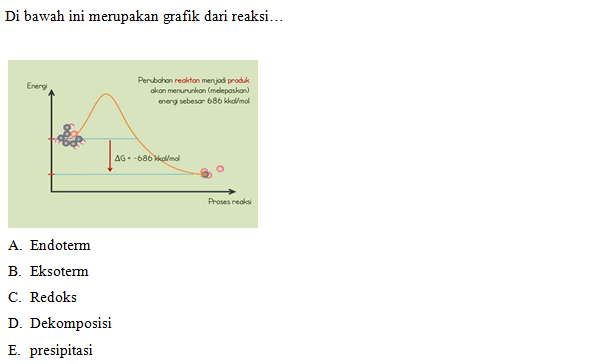 Di bawah ini merupakan grafik dari reaksi…
Perubahan reaktan menjadi produk
akan menurunkan (melepaskan)
energi sebesar 686 kkal/mol
Energi
ΔG = -686 kkal/mol
Proses reaksi
A. Endoterm
B. Eksoterm
C. Redoks
D. Dekomposisi
E. presipitasi